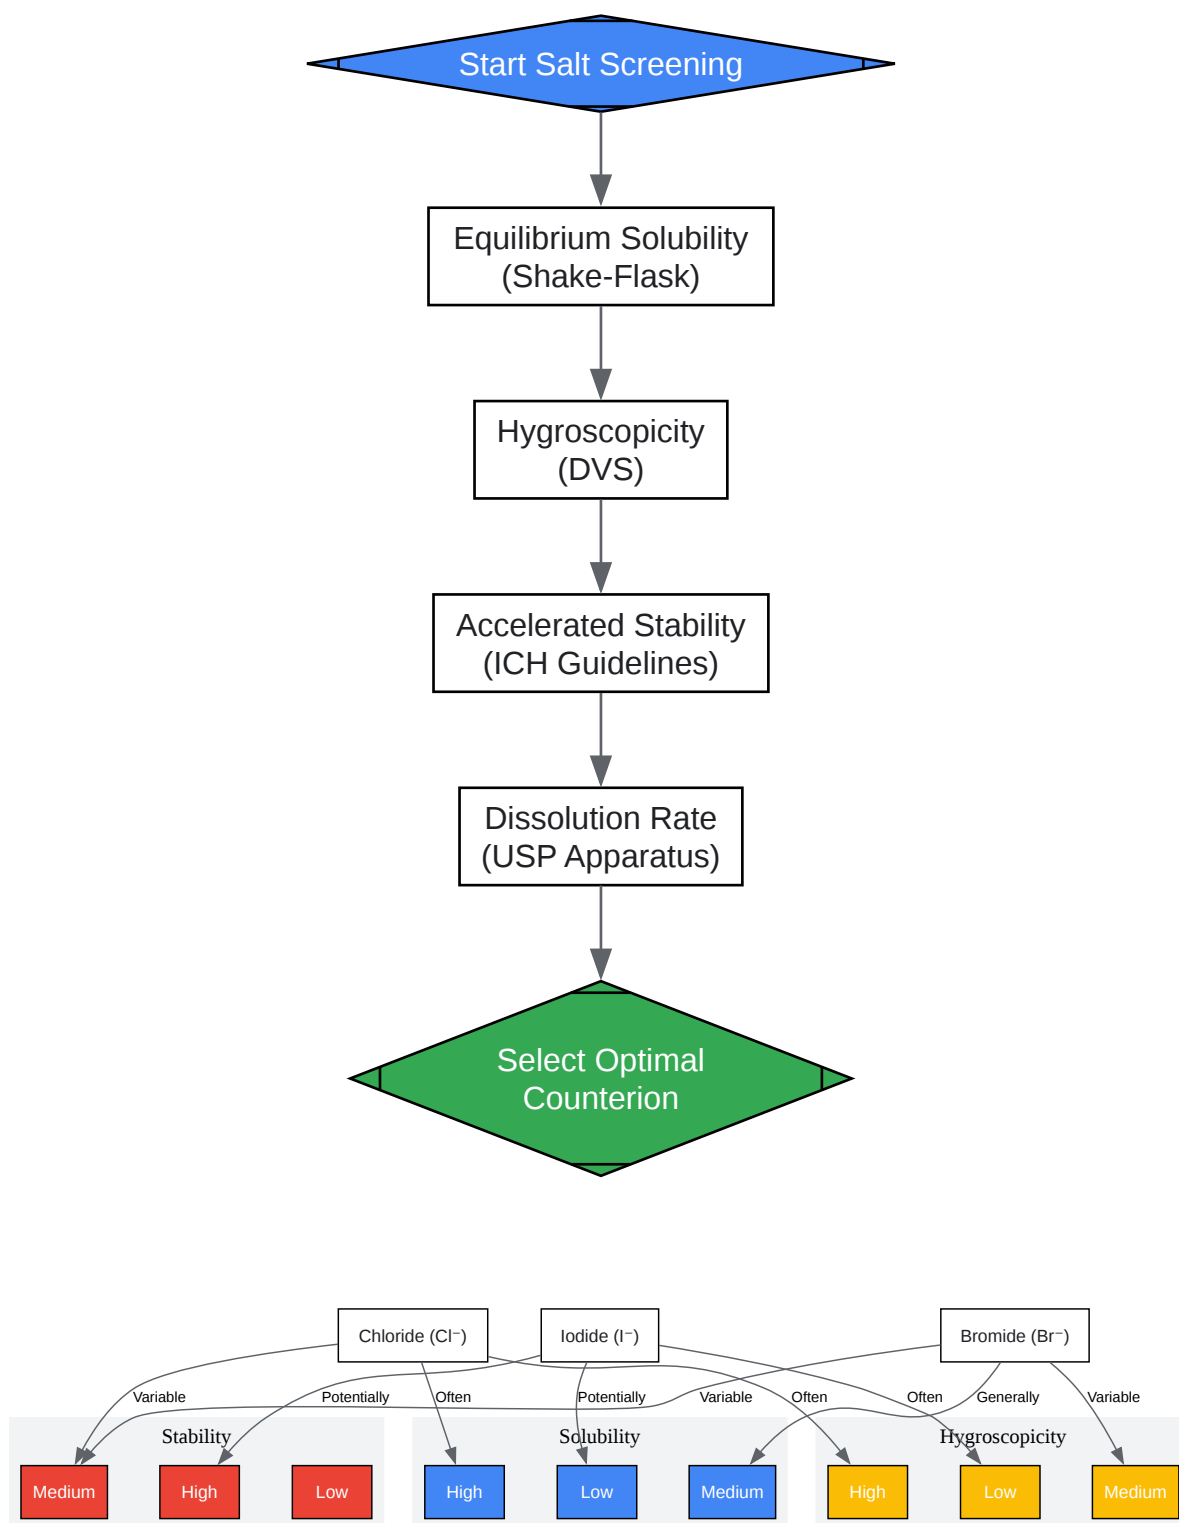 Start Salt Screening
Equilibrium Solubility
(Shake-Flask)
Hygroscopicity
(DVS)
Accelerated Stability
(ICH Guidelines)
Dissolution Rate
(USP Apparatus)
Select Optimal
Counterion
Chloride (Cl⁻)
Iodide (I⁻)
Bromide (Br⁻)
Variable
Potentially
Often
Potentially
Variable
Often
Often
Generally
Variable
Stability
Solubility
Hygroscopicity
Medium
High
Low
High
Low
Medium
High
Low
Medium